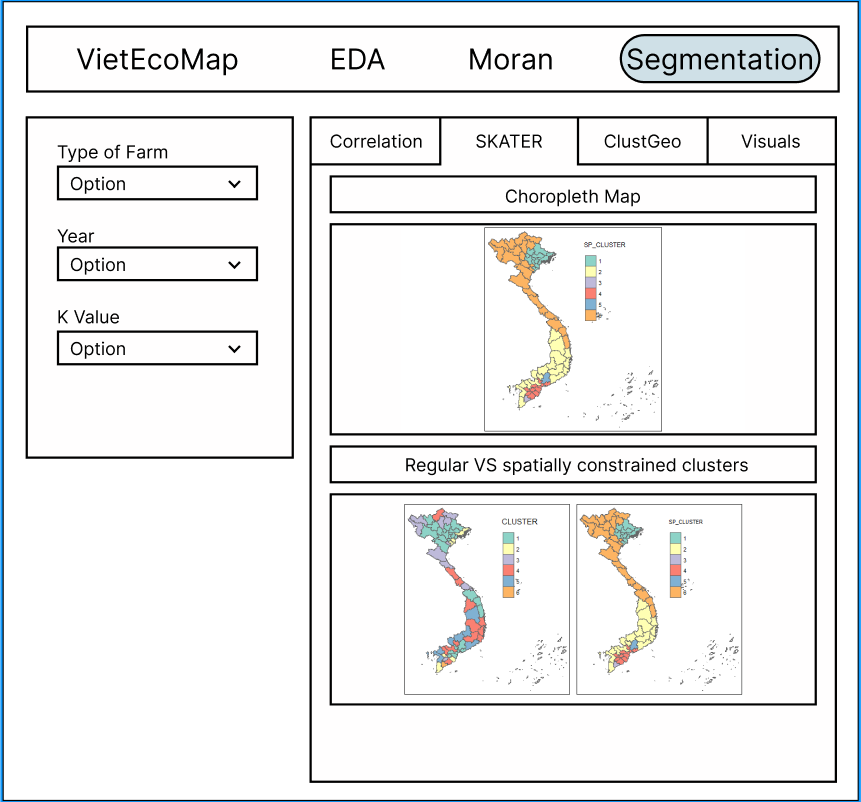 VietEcoMap EDA Moran Segmentation
Type of Farm
Option
Year
Option
K Value
Option
Correlation SKATER ClustGeo Visuals
Choropleth Map
SP_CLUSTER
1
2
3
4
5
6
Regular VS spatially constrained clusters
CLUSTER
1
2
3
4
5
6
SP_CLUSTER
1
2
3
4
5
6